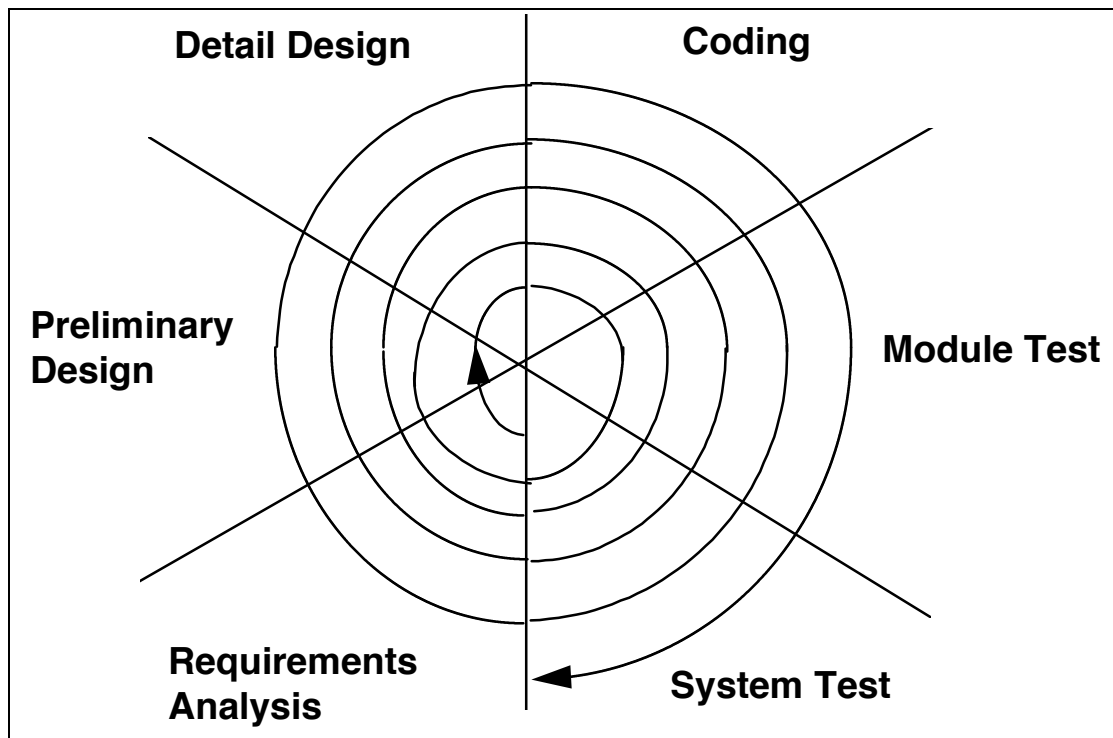 Detail Design
Coding
Preliminary
Design
Module Test
Requirements
Analysis
System Test